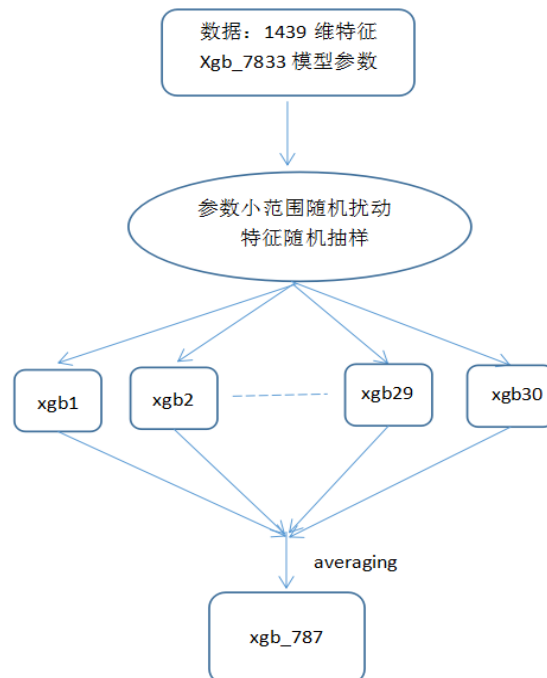 数据：1439 维特征
Xgb_7833 模型参数
参数小范围随机扰动
特征随机抽样
xgb1
xgb2
xgb29
xgb30
averaging
xgb_787